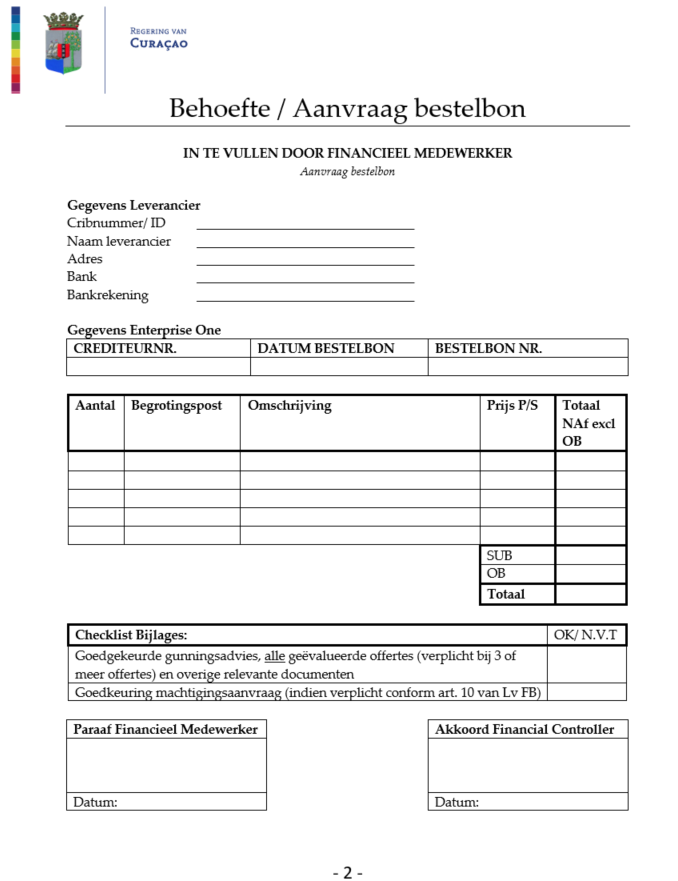 REGERING VAN
CURAÇAO
Behoefte / Aanvraag bestelbon
IN TE VULLEN DOOR FINANCIEEL MEDEWERKER
Aanvraag bestelbon
Gegevens Leverancier
Cribnummer/ ID
Naam leverancier
Adres
Bank
Bankrekening
Gegevens Enterprise One
CREDITEURNR. DATUM BESTELBON BESTELBON NR.
Aantal Begrotingspost Omschrijving Prijs P/S Totaal
NAf excl
OB
SUB
OB
Totaal
Checklist Bijlages: OK/ N.V.T
Goedgekeurde gunningsadvies, alle geëvalueerde offertes (verplicht bij 3 of
meer offertes) en overige relevante documenten
Goedkeuring machtigingsaanvraag (indien verplicht conform art. 10 van Lv FB)
Paraaf Financieel Medewerker Akkoord Financial Controller
Datum: Datum:
- 2 -